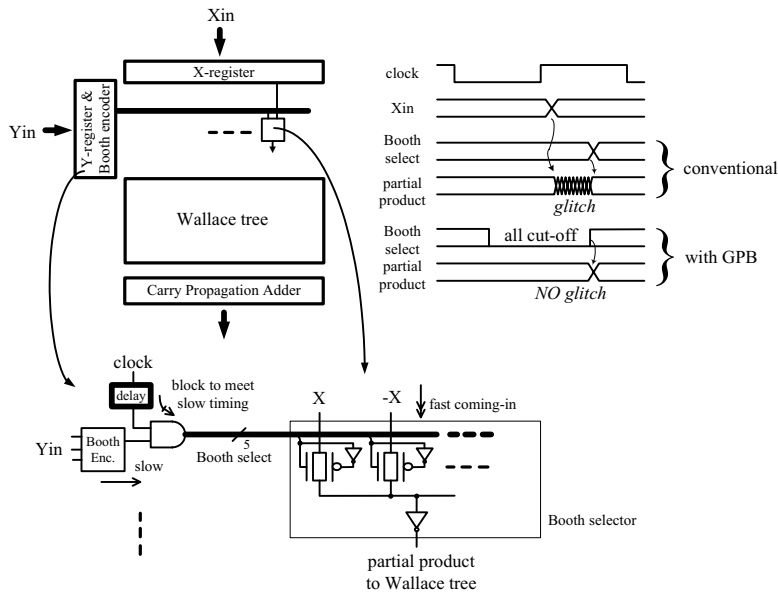 Xin
X-register
Y-register &
Booth encoder
Yin
Wallace tree
Carry Propagation Adder
clock
Xin
Booth
select
partial
product
glitch
conventional
Booth
select
all cut-off
partial
product
NO glitch
with GPB
clock
delay
block to meet
slow timing
Yin
Booth
Enc.
slow
5
Booth select
X
-X
fast coming-in
Booth selector
partial product
to Wallace tree